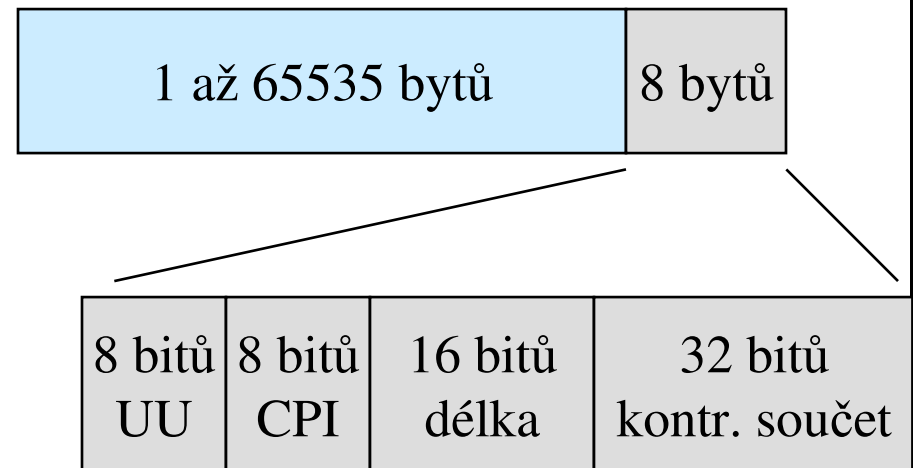 1 až 65535 bytů
8 bytů
8 bitů
UU
8 bitů
CPI
16 bitů
délka
32 bitů
kontr. součet